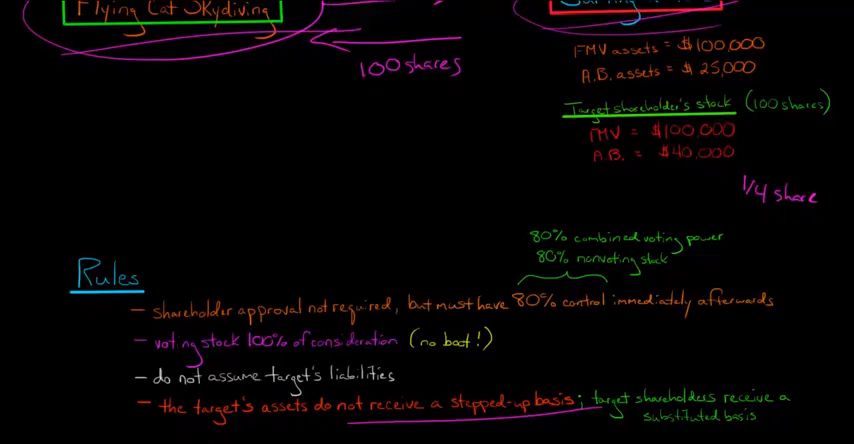 Flying Cat Skydiving
100 shares
FMV assets = $100,000
A.B. assets = $ 25,000
Target shareholder's stock (100 shares)
FMV = $100,000
A.B. = $40,000
1/4 share
80% combined voting power
80% nonvoting stock
Rules
- shareholder approval not required, but must have 80% control immediately afterwards
- voting stock 100% of consideration (no boot!)
- do not assume target's liabilities
- the target's assets do not receive a stepped-up basis; target shareholders receive a
substituted basis